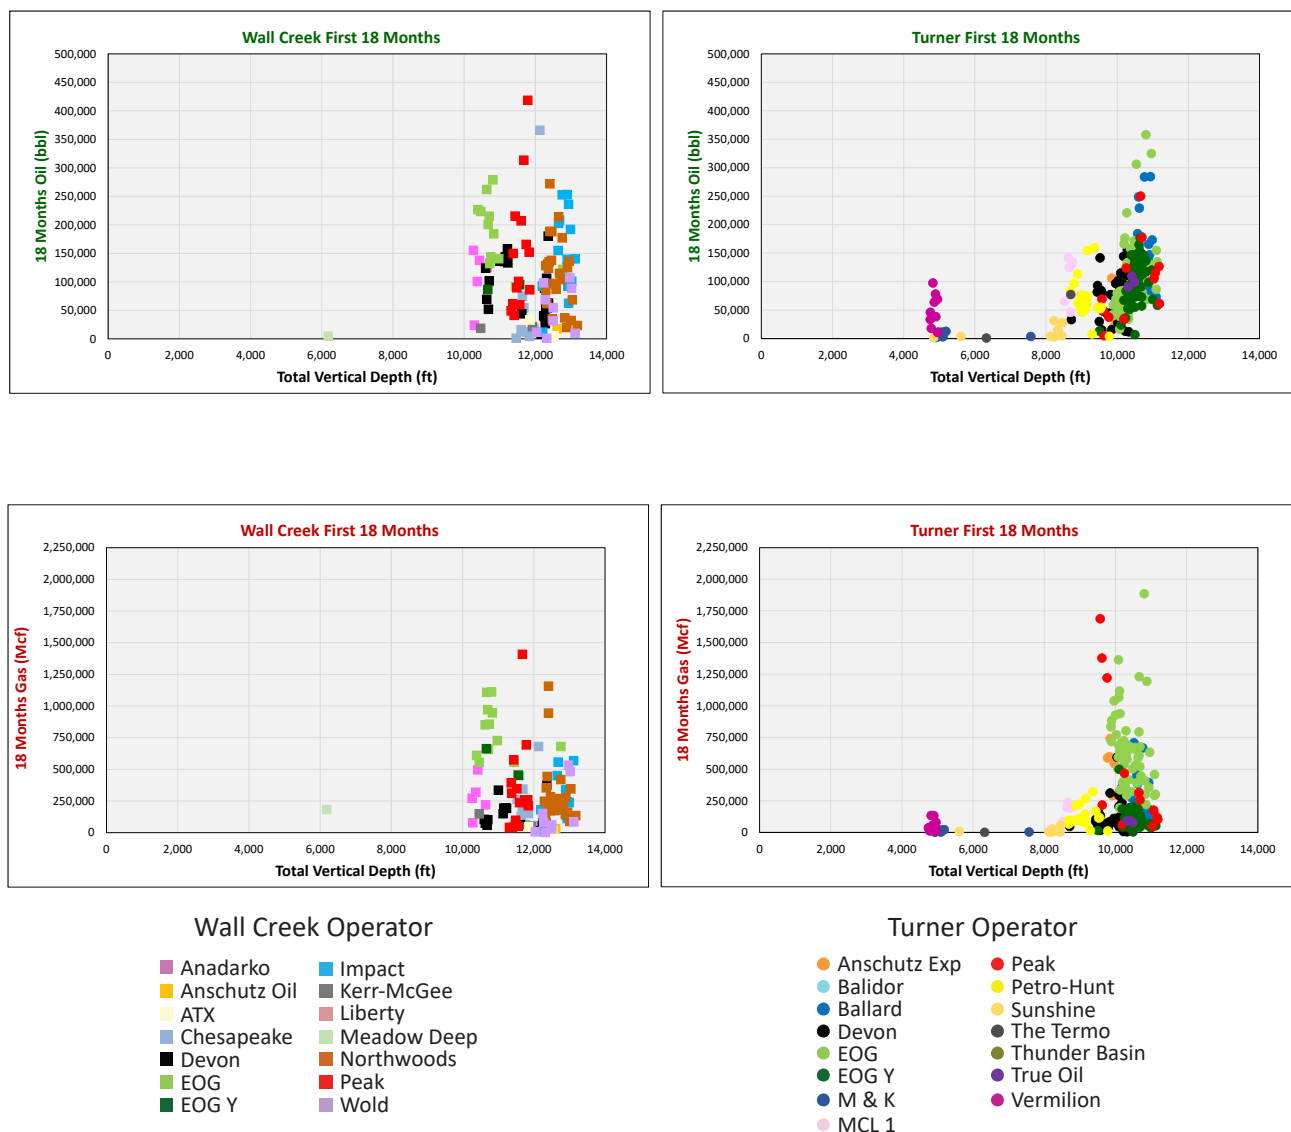 Wall Creek First 18 Months
18 Months Oil (bbl)
500,000
450,000
400,000
350,000
300,000
250,000
200,000
150,000
100,000
50,000
0
0 2,000 4,000 6,000 8,000 10,000 12,000 14,000
Total Vertical Depth (ft)
Turner First 18 Months
18 Months Oil (bbl)
500,000
450,000
400,000
350,000
300,000
250,000
200,000
150,000
100,000
50,000
0
0 2,000 4,000 6,000 8,000 10,000 12,000 14,000
Total Vertical Depth (ft)
Wall Creek First 18 Months
18 Months Gas (Mcf)
2,250,000
2,000,000
1,750,000
1,500,000
1,250,000
1,000,000
750,000
500,000
250,000
0
0 2,000 4,000 6,000 8,000 10,000 12,000 14,000
Total Vertical Depth (ft)
Turner First 18 Months
18 Months Gas (Mcf)
2,250,000
2,000,000
1,750,000
1,500,000
1,250,000
1,000,000
750,000
500,000
250,000
0
0 2,000 4,000 6,000 8,000 10,000 12,000 14,000
Total Vertical Depth (ft)
Wall Creek Operator
Anadarko
Anschutz Oil
ATX
Chesapeake
Devon
EOG
EOG Y
Impact
Kerr-McGee
Liberty
Meadow Deep
Northwoods
Peak
Wold
Turner Operator
Anschutz Exp
Balidor
Ballard
Devon
EOG
EOG Y
M & K
MCL 1
Peak
Petro-Hunt
Sunshine
The Termo
Thunder Basin
True Oil
Vermilion